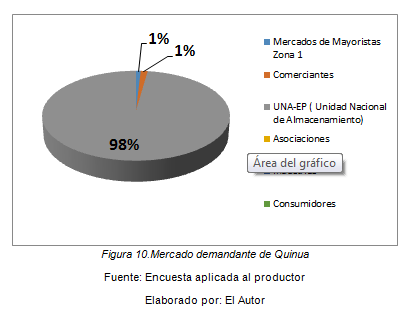 1%
1%
98%
Mercados de Mayoristas
Zona 1
Comerciantes
UNA-EP ( Unidad Nacional
de Almacenamiento)
Asociaciones
Área del gráfico
Consumidores
Figura 10.Mercado demandante de Quinua
Fuente: Encuesta aplicada al productor
Elaborado por: El Autor